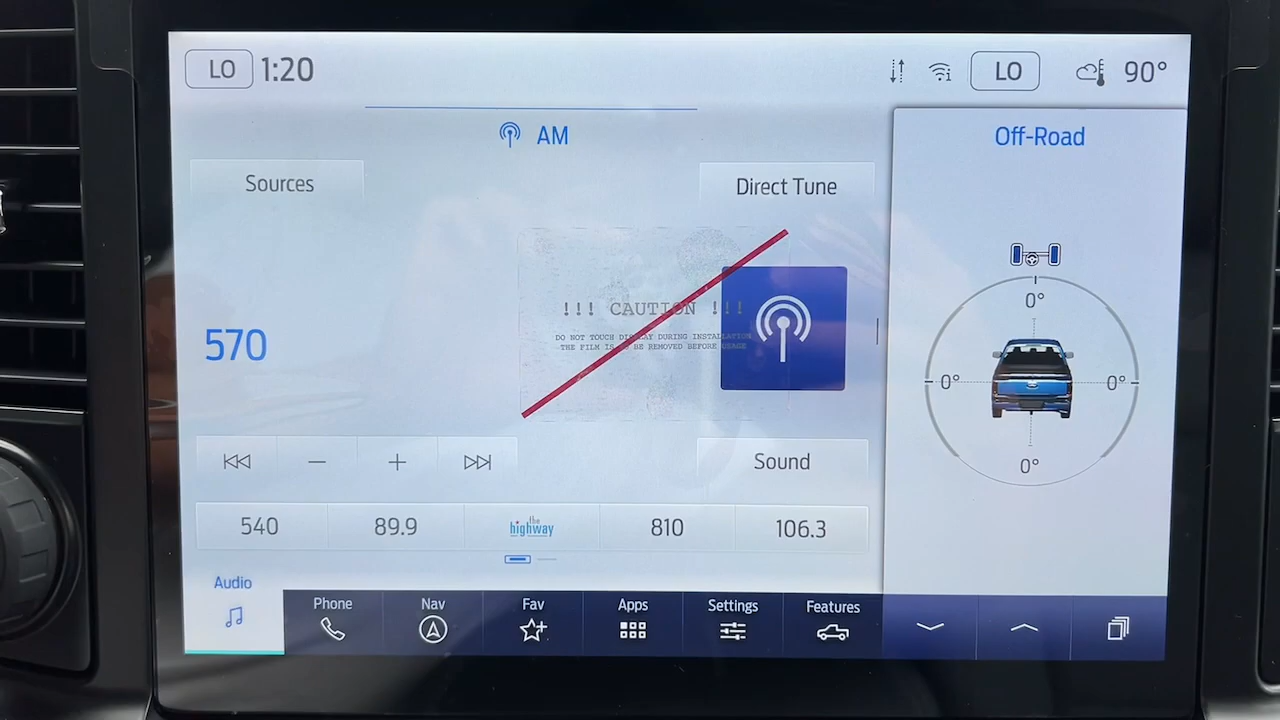 LO 1:20 LO 90°
AM
Off-Road
Sources
Direct Tune
!!! CAUTION !!!
DO NOT TOUCH DISPLAY DURING INSTALLATION
THE FILM IS TO BE REMOVED BEFORE USAGE
570
0°
0° 0°
0°
Sound
540 89.9 the highway 810 106.3
Audio Phone Nav Fav Apps Settings Features